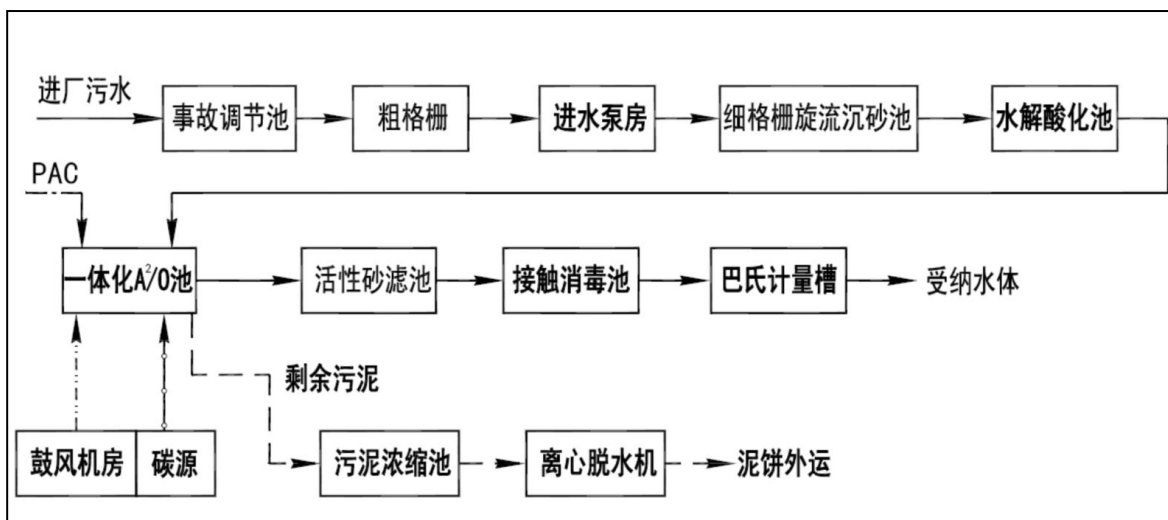 进厂污水
事故调节池
粗格栅
进水泵房
细格栅旋流沉砂池
水解酸化池
PAC
一体化A²/O池
活性砂滤池
接触消毒池
巴氏计量槽
受纳水体
剩余污泥
鼓风机房
碳源
污泥浓缩池
离心脱水机
泥饼外运